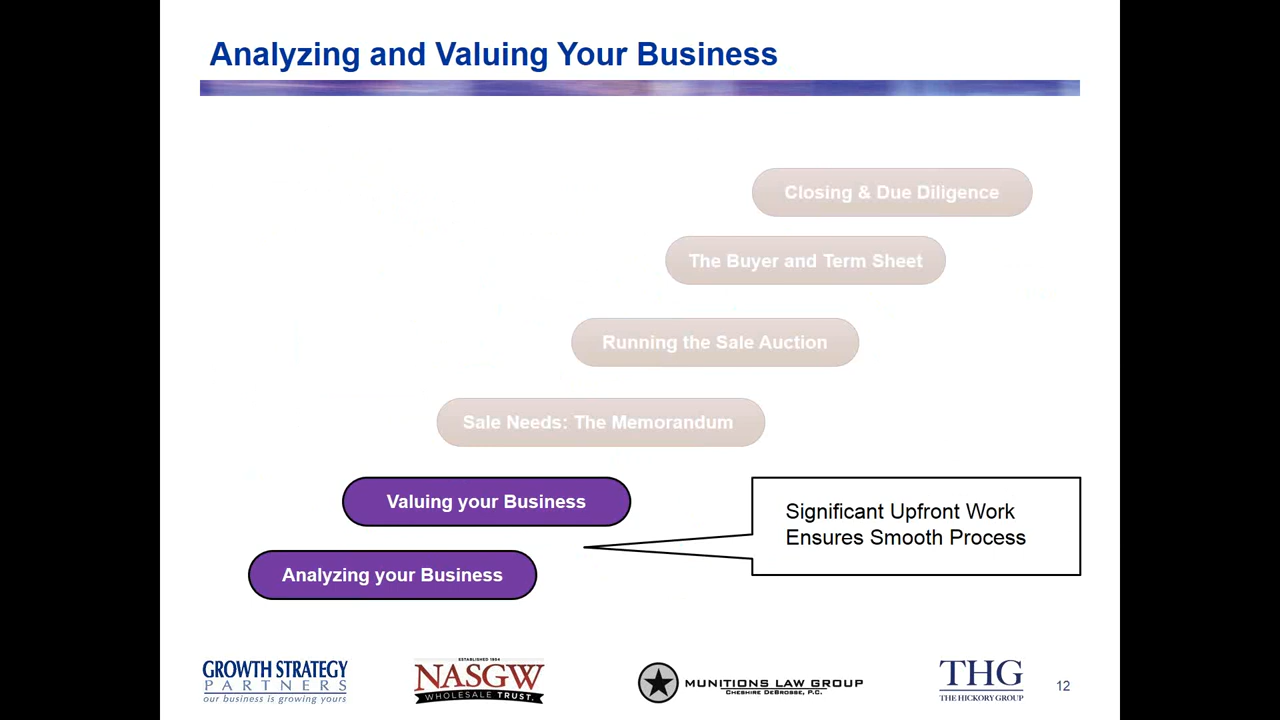 Analyzing and Valuing Your Business
Closing & Due Diligence
The Buyer and Term Sheet
Running the Sale Auction
Sale Needs: The Memorandum
Valuing your Business
Significant Upfront Work
Ensures Smooth Process
Analyzing your Business
GROWTH STRATEGY
PARTNERS
our business is growing yours
ESTABLISHED 1954
NASGW
WHOLESALE TRUST.
MUNITIONS LAW GROUP
CHESHIRE DEBROSSE, P.C.
THG
THE HICKORY GROUP
12